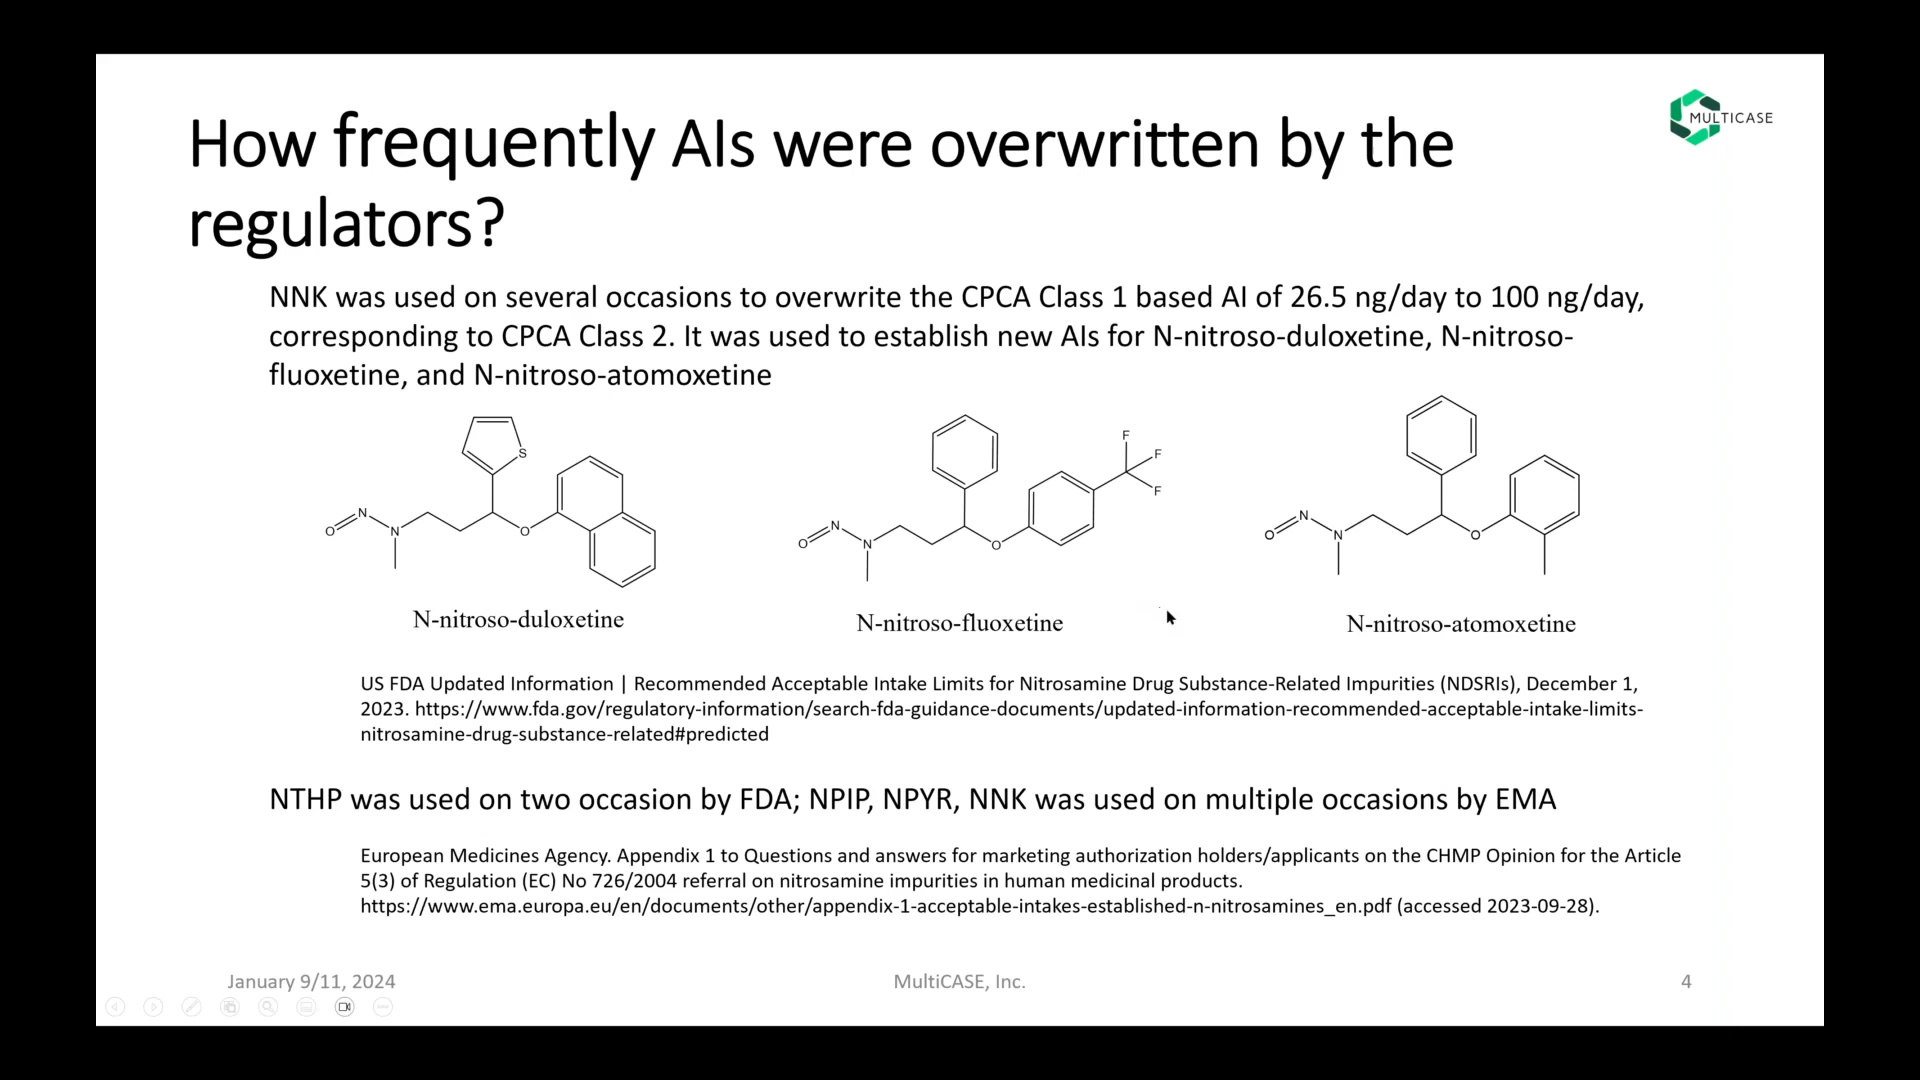 MULTICASE
How frequently AIs were overwritten by the
regulators?
NNK was used on several occasions to overwrite the CPCA Class 1 based AI of 26.5 ng/day to 100 ng/day,
corresponding to CPCA Class 2. It was used to establish new AIs for N-nitroso-duloxetine, N-nitroso-
fluoxetine, and N-nitroso-atomoxetine
S
O
N
N
O
F
F
F
O
N
N
O
O
N
N
O
N-nitroso-duloxetine
N-nitroso-fluoxetine
N-nitroso-atomoxetine
US FDA Updated Information | Recommended Acceptable Intake Limits for Nitrosamine Drug Substance-Related Impurities (NDSRIs), December 1,
2023. https://www.fda.gov/regulatory-information/search-fda-guidance-documents/updated-information-recommended-acceptable-intake-limits-
nitrosamine-drug-substance-related#predicted
NTHP was used on two occasion by FDA; NPIP, NPYR, NNK was used on multiple occasions by EMA
European Medicines Agency. Appendix 1 to Questions and answers for marketing authorization holders/applicants on the CHMP Opinion for the Article
5(3) of Regulation (EC) No 726/2004 referral on nitrosamine impurities in human medicinal products.
https://www.ema.europa.eu/en/documents/other/appendix-1-acceptable-intakes-established-n-nitrosamines_en.pdf (accessed 2023-09-28).
January 9/11, 2024
MultiCASE, Inc.
4